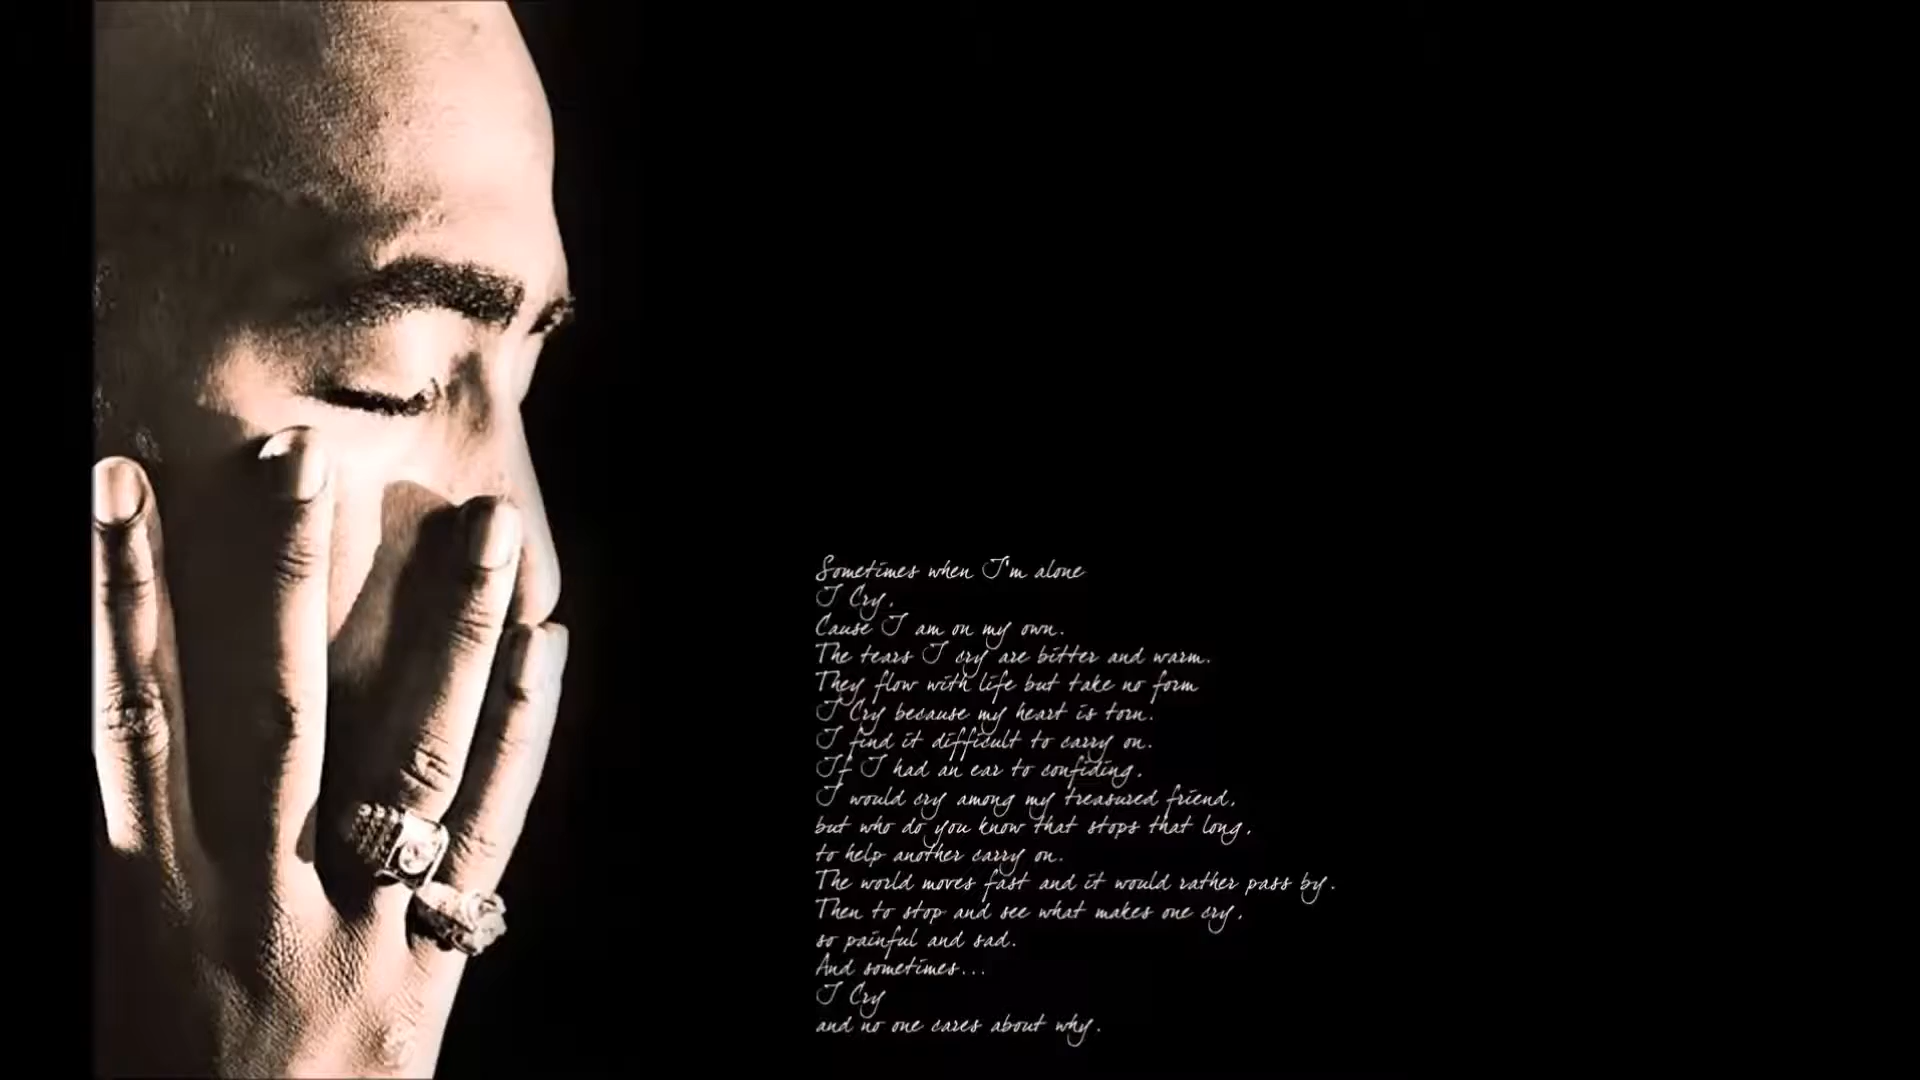 Sometimes when I'm alone
I Cry,
Cause I am on my own.
The tears I cry are bitter and warm.
They flow with life but take no form
I Cry because my heart is torn.
I find it difficult to carry on.
If I had an ear to confiding,
I would cry among my treasured friend,
but who do you know that stops that long,
to help another carry on.
The world moves fast and it would rather pass by.
Then to stop and see what makes one cry,
so painful and sad.
And sometimes...
I Cry
and no one cares about why.